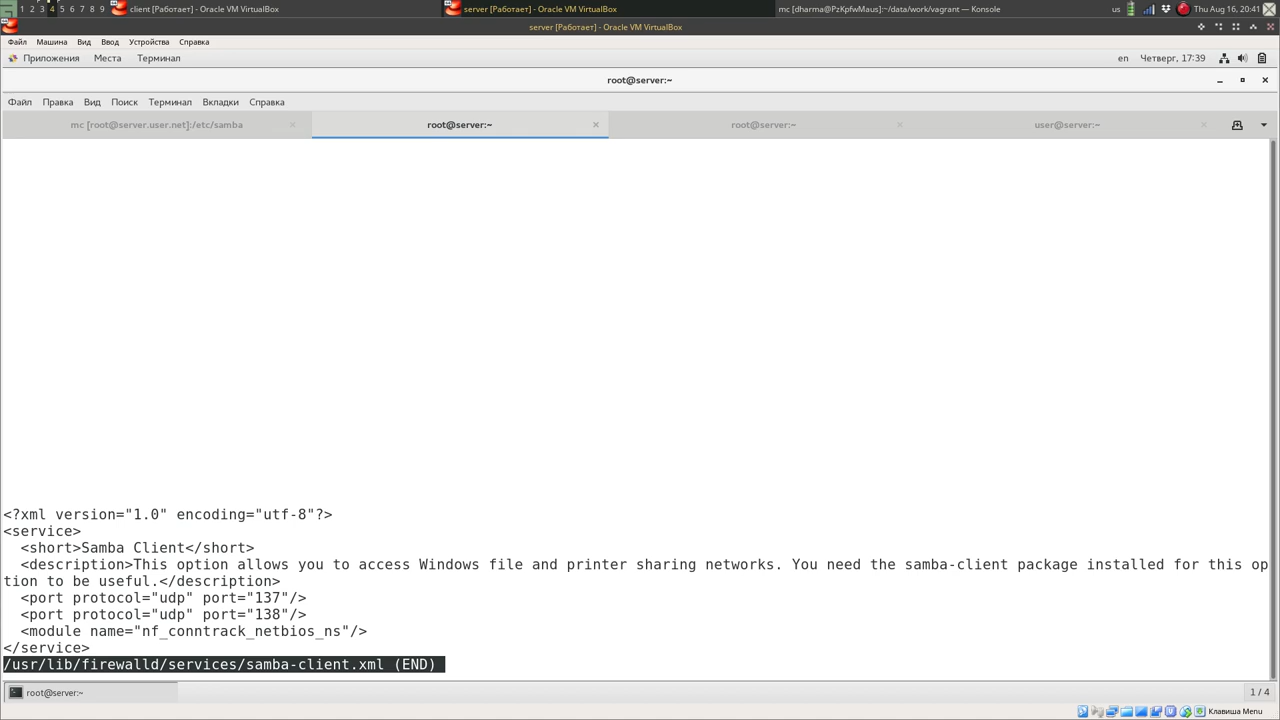 1 2 3 4 5 6 7 8 9 client [Работает] - Oracle VM VirtualBox server [Работает] - Oracle VM VirtualBox mc [dharma@PzKpfwMaus]:~/data/work/vagrant — Konsole us Thu Aug 16, 20:41
server [Работает] - Oracle VM VirtualBox
Файл Машина Вид Ввод Устройства Справка
Приложения Места Терминал en Четверг, 17:39
root@server:~
Файл Правка Вид Поиск Терминал Вкладки Справка
mc [root@server.user.net]:/etc/samba root@server:~ root@server:~ user@server:~
<?xml version="1.0" encoding="utf-8"?>
<service>
  <short>Samba Client</short>
  <description>This option allows you to access Windows file and printer sharing networks. You need the samba-client package installed for this op
tion to be useful.</description>
  <port protocol="udp" port="137"/>
  <port protocol="udp" port="138"/>
  <module name="nf_conntrack_netbios_ns"/>
</service>
/usr/lib/firewalld/services/samba-client.xml (END)
root@server:~ 1 / 4
Клавиша Menu